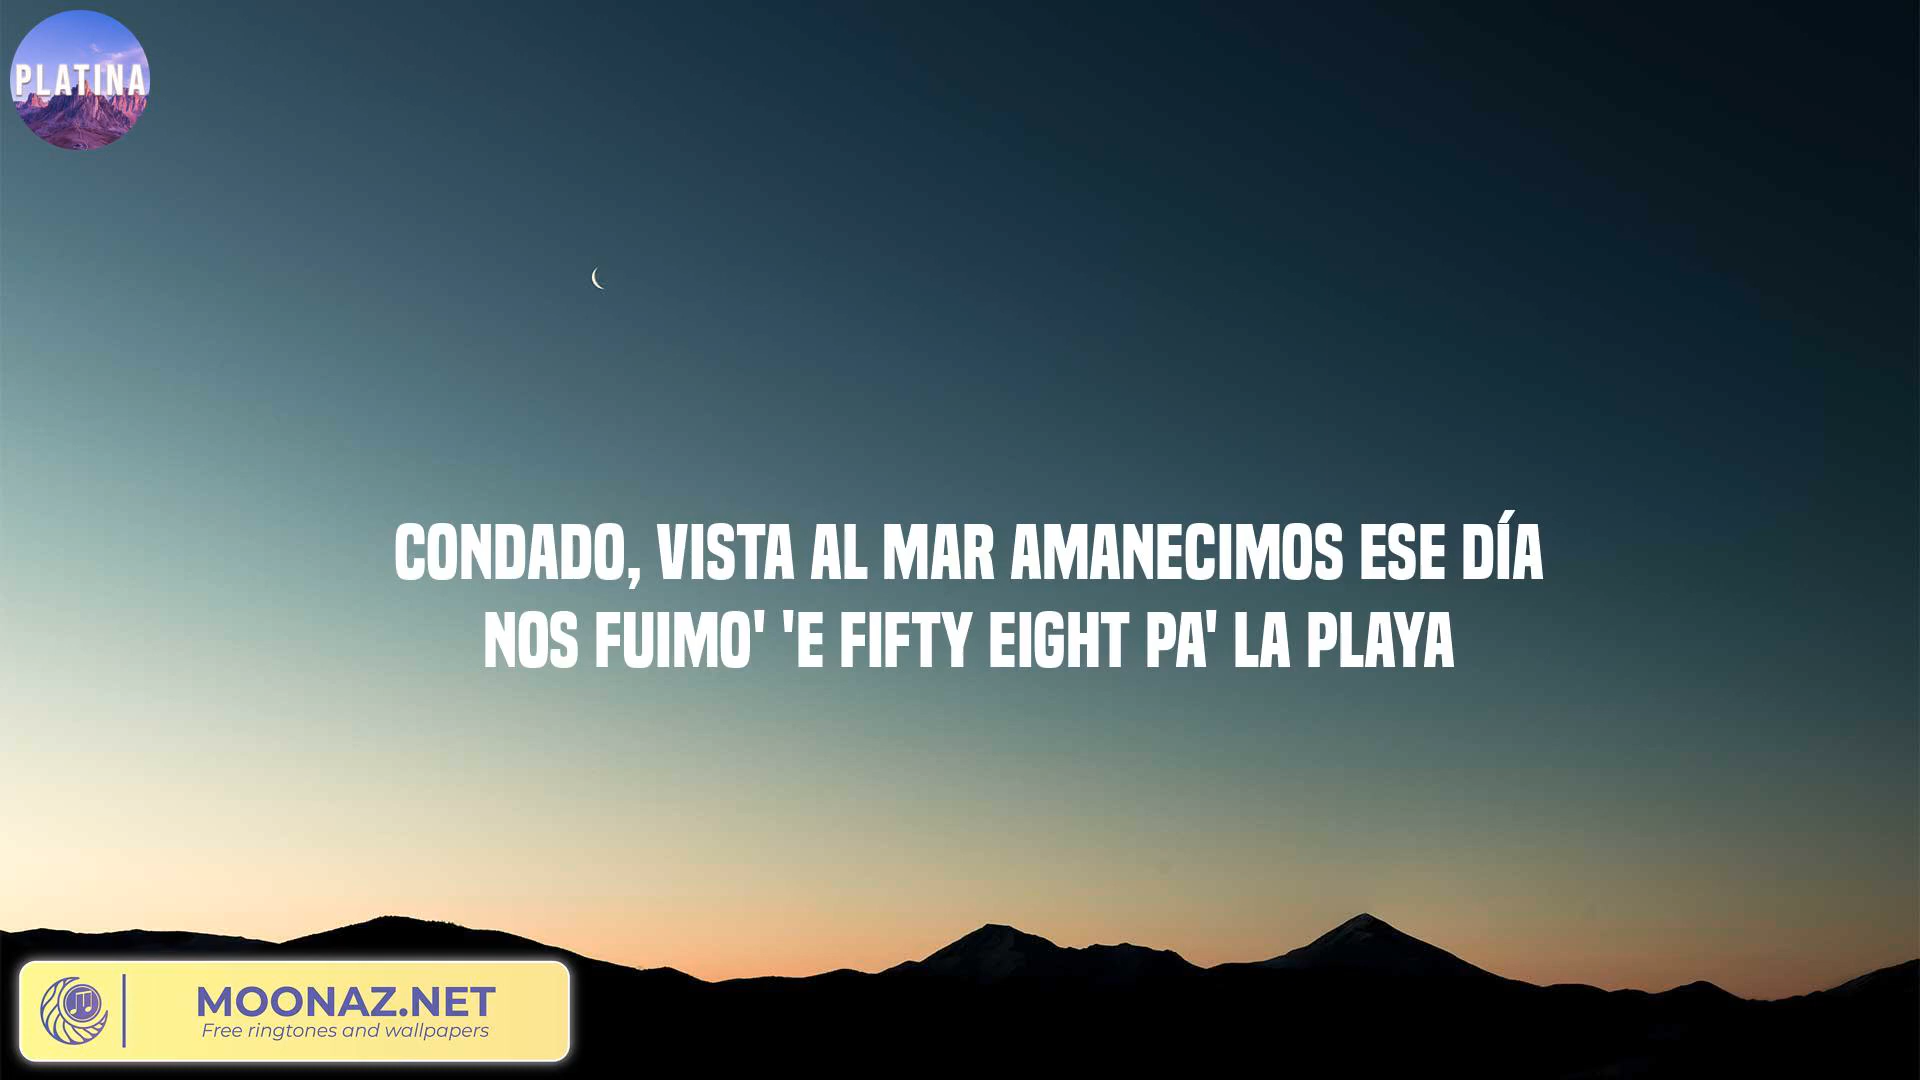 PLATINA
CONDADO, VISTA AL MAR AMANECIMOS ESE DÍA
NOS FUIMO' 'E FIFTY EIGHT PA' LA PLAYA
MOONAZ.NET
Free ringtones and wallpapers